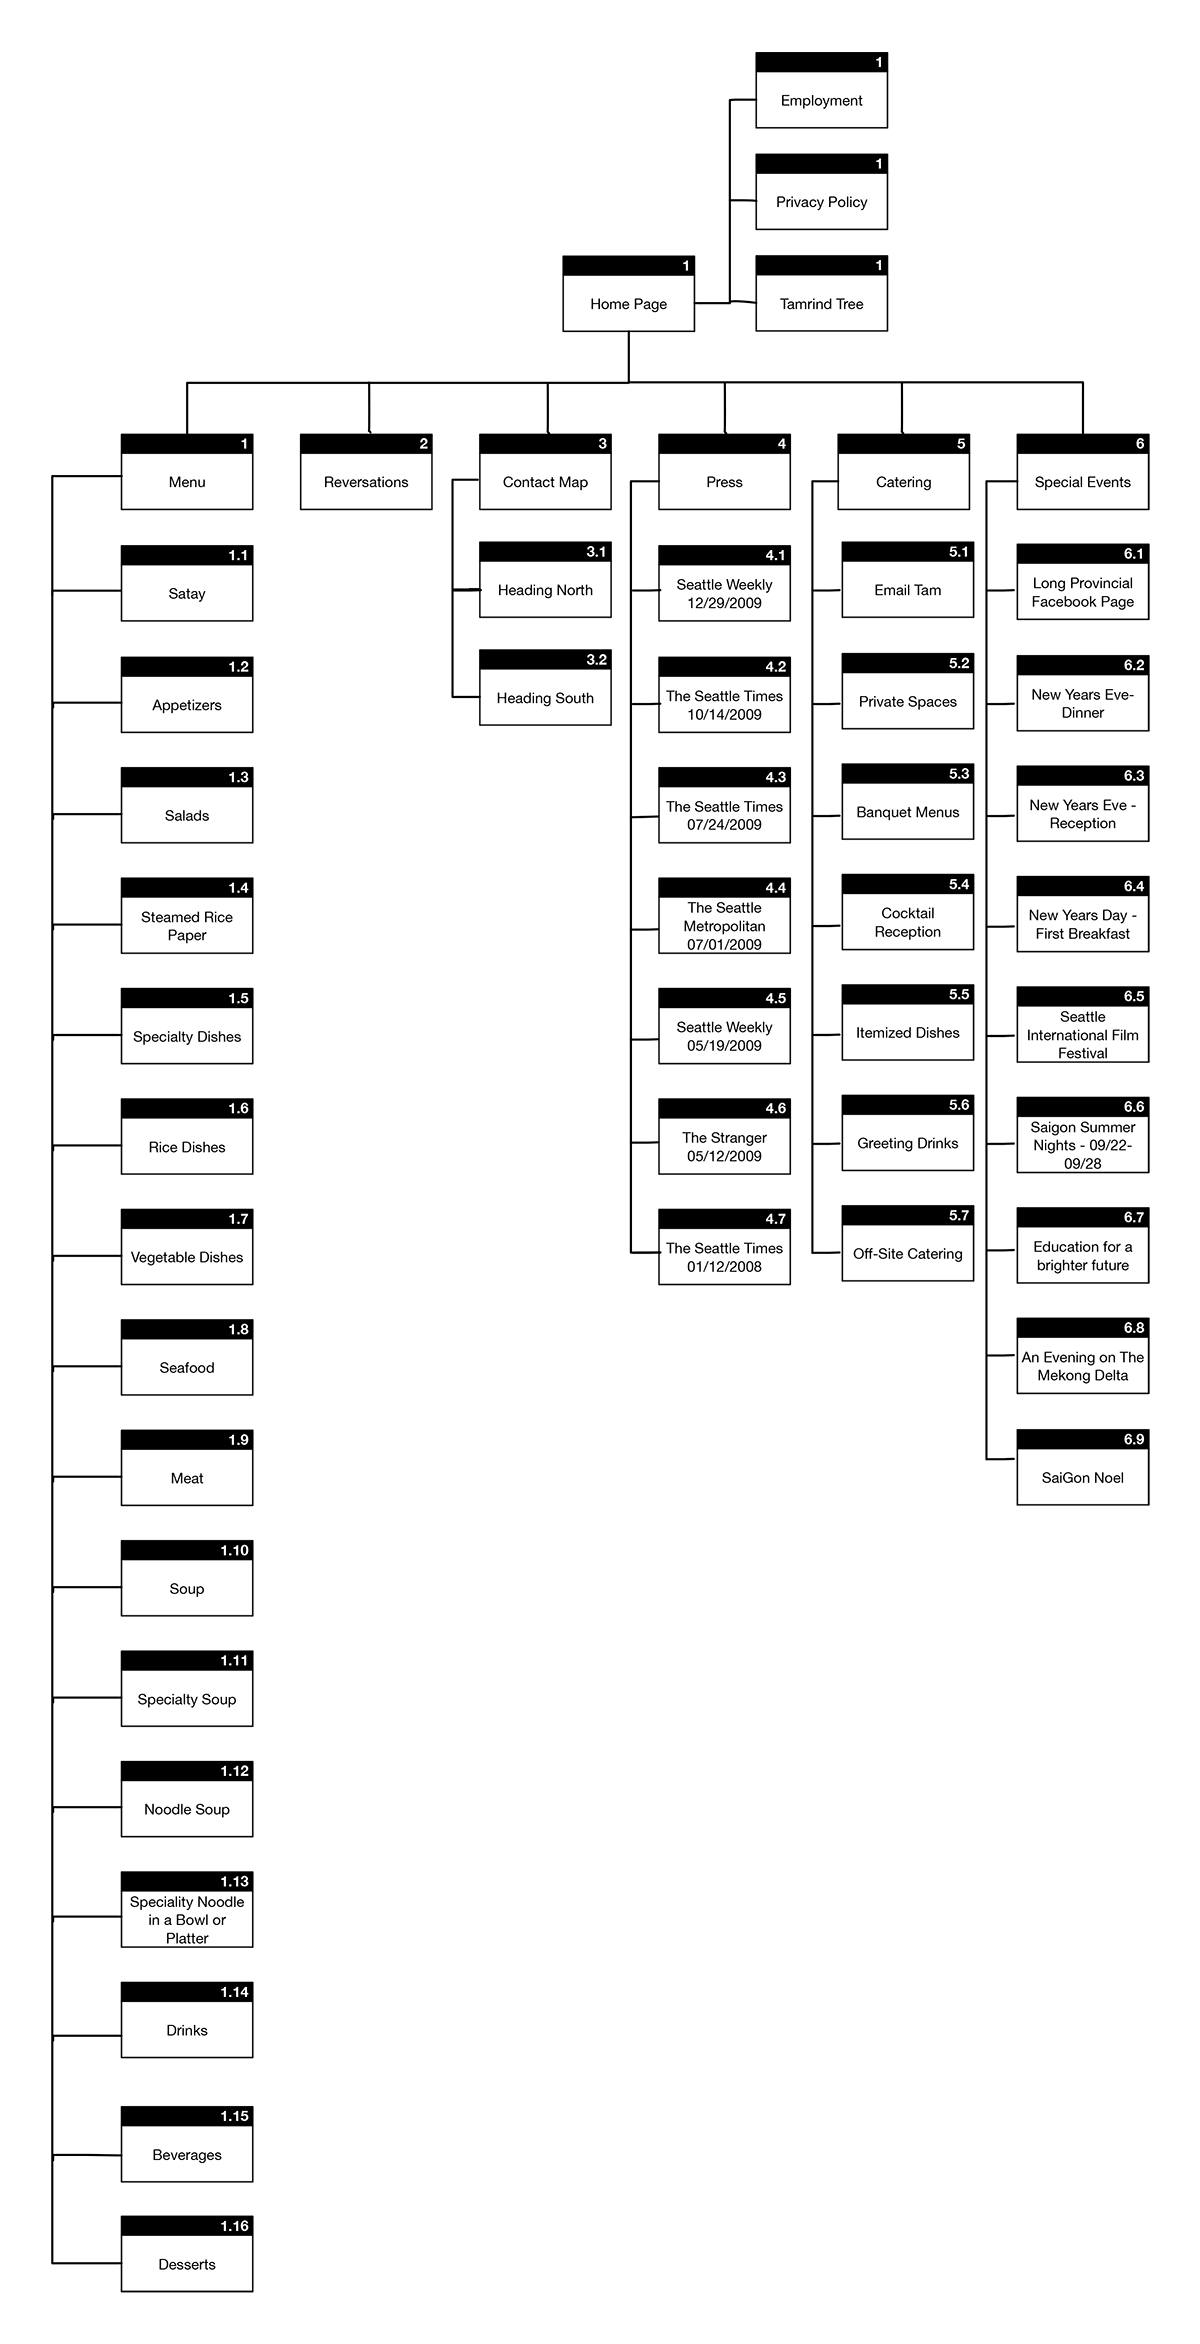 1
Employment
1
Privacy Policy
1
Home Page
1
Tamrind Tree
1
Menu
1.1
Satay
1.2
Appetizers
1.3
Salads
1.4
Steamed Rice
Paper
1.5
Specialty Dishes
1.6
Rice Dishes
1.7
Vegetable Dishes
1.8
Seafood
1.9
Meat
1.10
Soup
1.11
Specialty Soup
1.12
Noodle Soup
1.13
Speciality Noodle
in a Bowl or
Platter
1.14
Drinks
1.15
Beverages
1.16
Desserts
2
Reversations
3
Contact Map
3.1
Heading North
3.2
Heading South
4
Press
4.1
Seattle Weekly
12/29/2009
4.2
The Seattle Times
10/14/2009
4.3
The Seattle Times
07/24/2009
4.4
The Seattle
Metropolitan
07/01/2009
4.5
Seattle Weekly
05/19/2009
4.6
The Stranger
05/12/2009
4.7
The Seattle Times
01/12/2008
5
Catering
5.1
Email Tam
5.2
Private Spaces
5.3
Banquet Menus
5.4
Cocktail
Reception
5.5
Itemized Dishes
5.6
Greeting Drinks
5.7
Off-Site Catering
6
Special Events
6.1
Long Provincial
Facebook Page
6.2
New Years Eve-
Dinner
6.3
New Years Eve -
Reception
6.4
New Years Day -
First Breakfast
6.5
Seattle
International Film
Festival
6.6
Saigon Summer
Nights - 09/22-
09/28
6.7
Education for a
brighter future
6.8
An Evening on The
Mekong Delta
6.9
SaiGon Noel